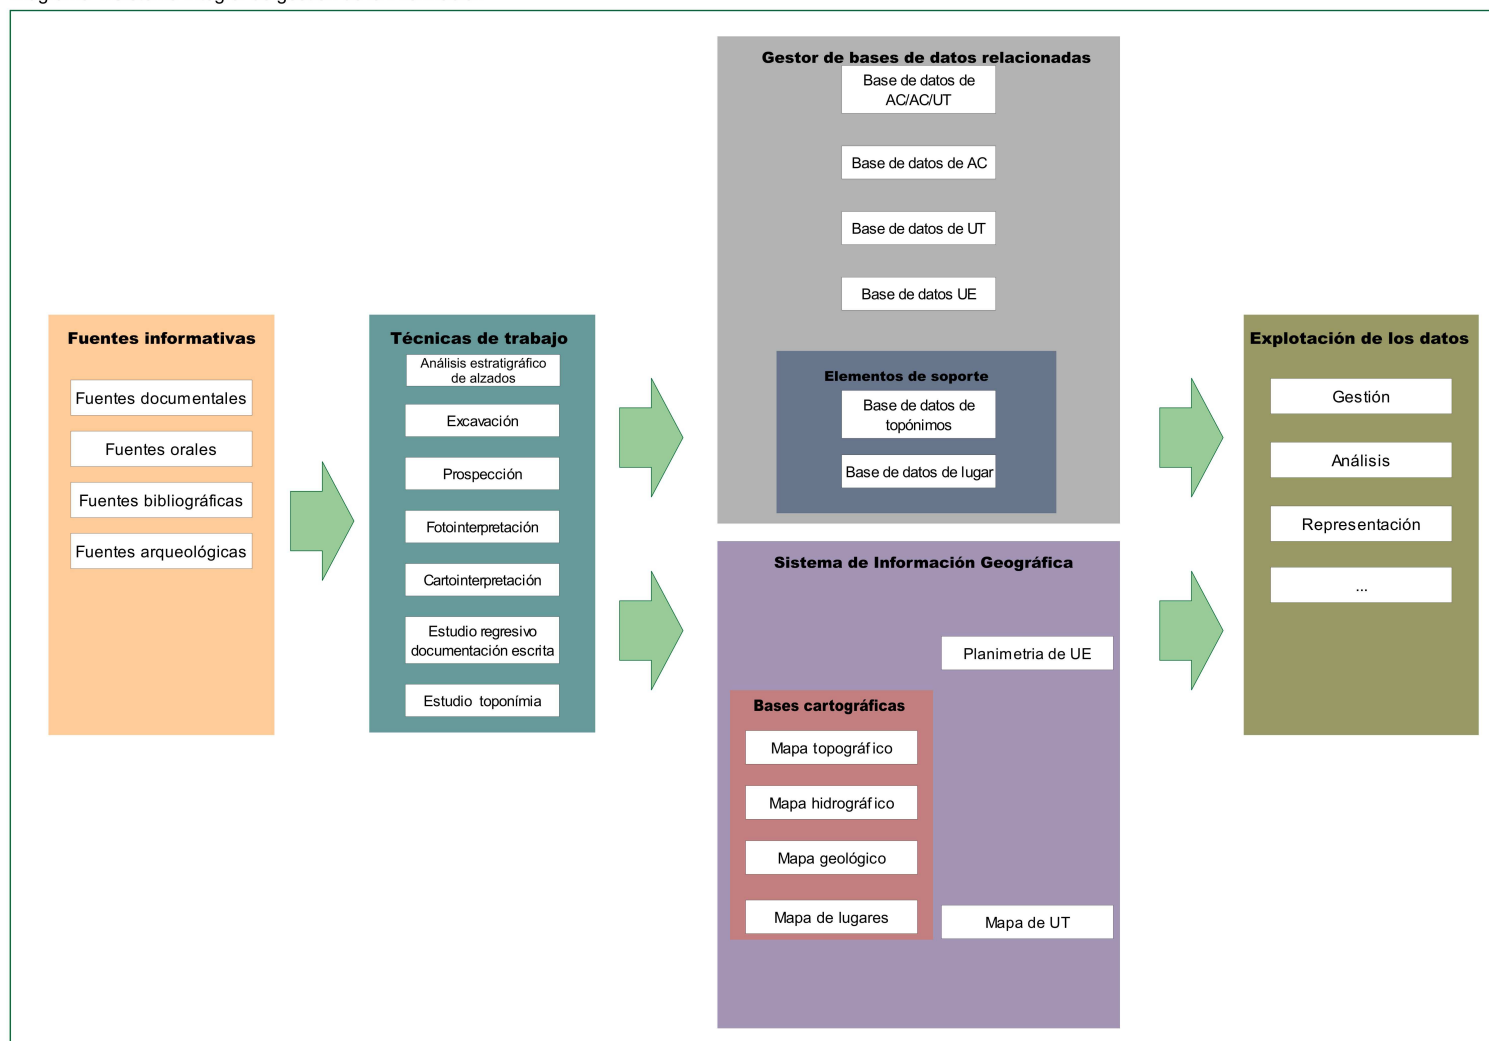 Fuentes informativas
Fuentes documentales
Fuentes orales
Fuentes bibliográficas
Fuentes arqueológicas
Técnicas de trabajo
Análisis estratigráfico
de alzados
Excavación
Prospección
Fotointerpretación
Cartointerpretación
Estudio regresivo
documentación escrita
Estudio toponímia
Gestor de bases de datos relacionadas
Base de datos de
AC/AC/UT
Base de datos de AC
Base de datos de UT
Base de datos UE
Elementos de soporte
Base de datos de
topónimos
Base de datos de lugar
Sistema de Información Geográfica
Planimetria de UE
Bases cartográficas
Mapa topográfico
Mapa hidrográfico
Mapa geológico
Mapa de lugares
Mapa de UT
Explotación de los datos
Gestión
Análisis
Representación
...